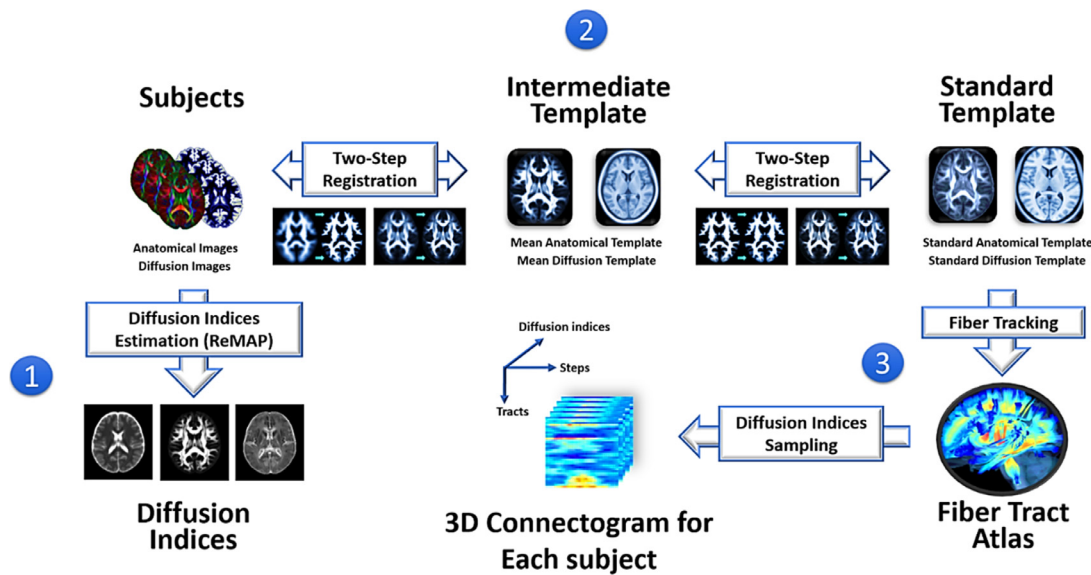 2
Subjects
Intermediate
Template
Standard
Template
Two-Step
Registration
Two-Step
Registration
Anatomical Images
Diffusion Images
Mean Anatomical Template
Mean Diffusion Template
Standard Anatomical Template
Standard Diffusion Template
Diffusion Indices
Estimation (ReMAP)
Fiber Tracking
1
Diffusion indices
Steps
Tracts
3
Diffusion Indices
Sampling
Diffusion
Indices
3D Connectogram for
Each subject
Fiber Tract
Atlas